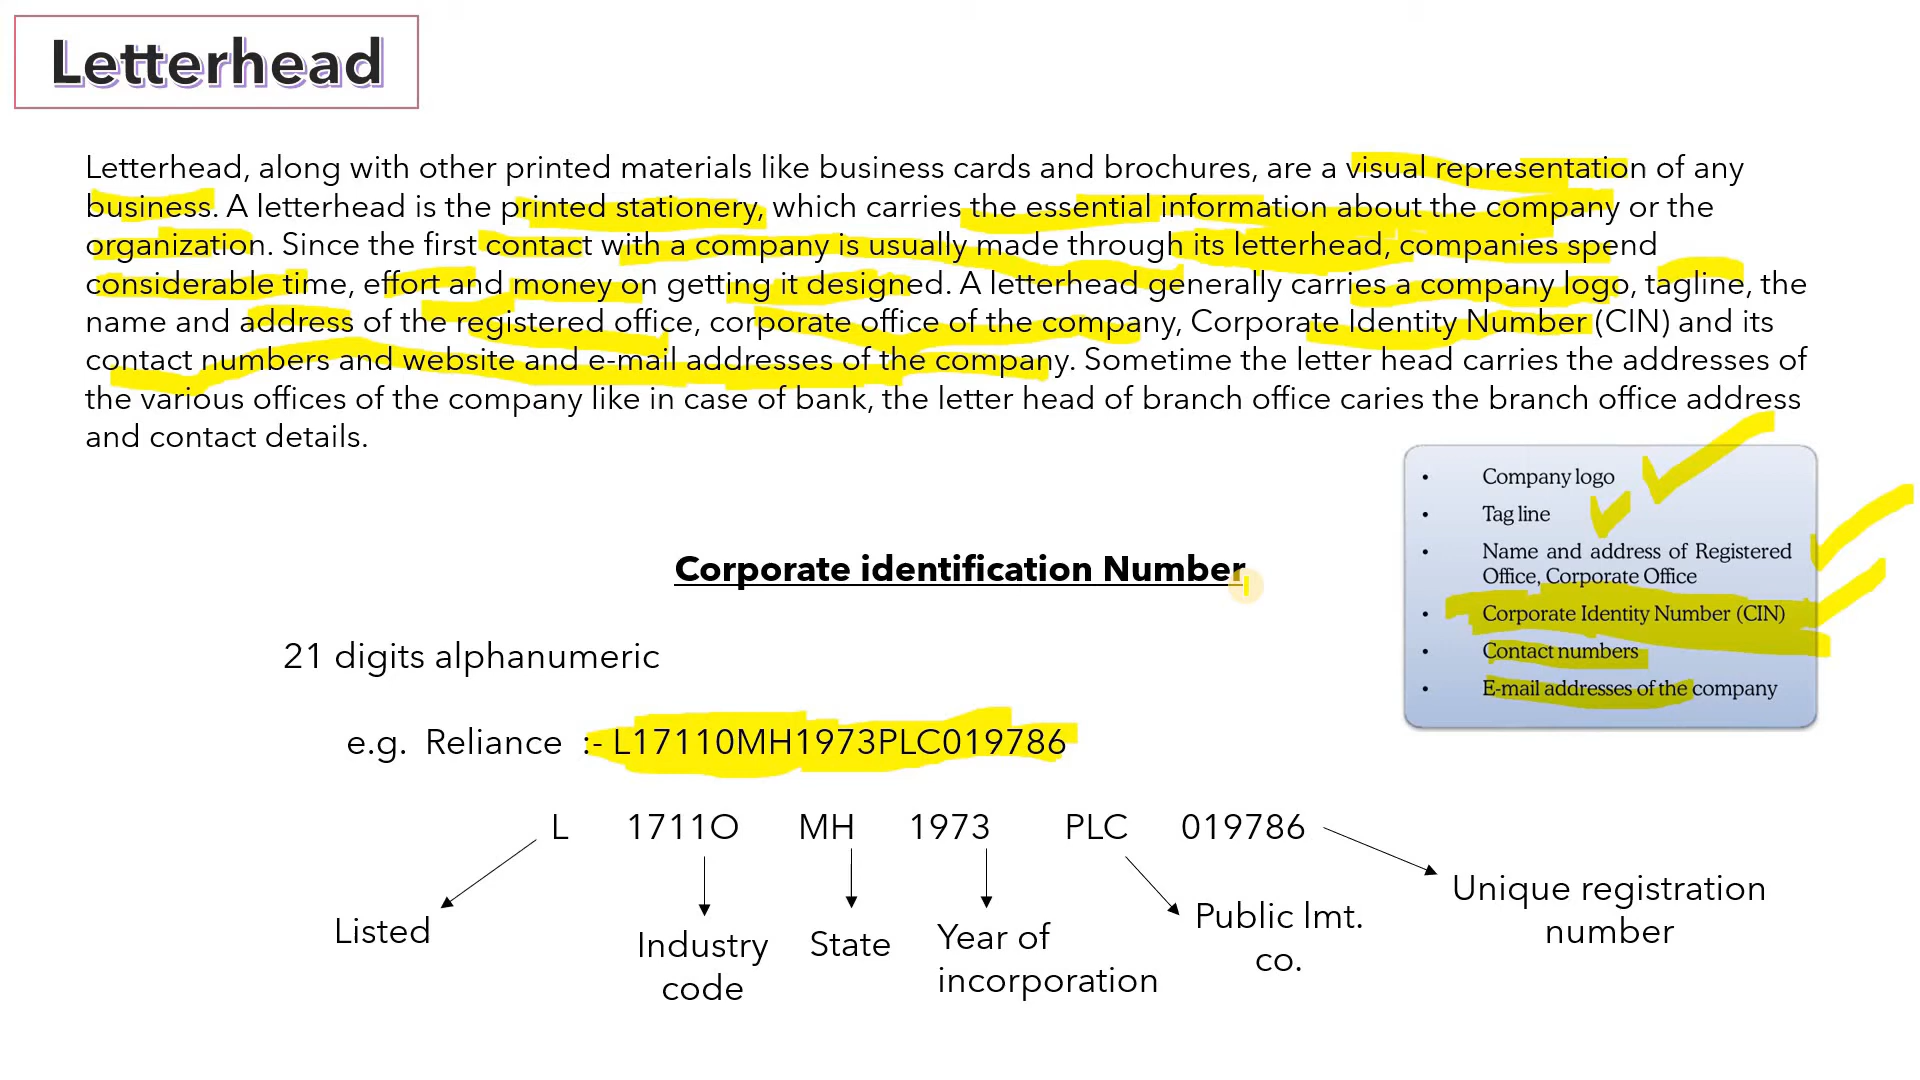 Letterhead
Letterhead, along with other printed materials like business cards and brochures, are a visual representation of any
business. A letterhead is the printed stationery, which carries the essential information about the company or the
organization. Since the first contact with a company is usually made through its letterhead, companies spend
considerable time, effort and money on getting it designed. A letterhead generally carries a company logo, tagline, the
name and address of the registered office, corporate office of the company, Corporate Identity Number (CIN) and its
contact numbers and website and e-mail addresses of the company. Sometime the letter head carries the addresses of
the various offices of the company like in case of bank, the letter head of branch office caries the branch office address
and contact details.
• Company logo
• Tag line
• Name and address of Registered
Office, Corporate Office
• Corporate Identity Number (CIN)
• Contact numbers
• E-mail addresses of the company
Corporate identification Number
21 digits alphanumeric
e.g. Reliance :- L17110MH1973PLC019786
L 1711O MH 1973 PLC 019786
Listed
Industry
code
State
Year of
incorporation
Public lmt.
co.
Unique registration
number